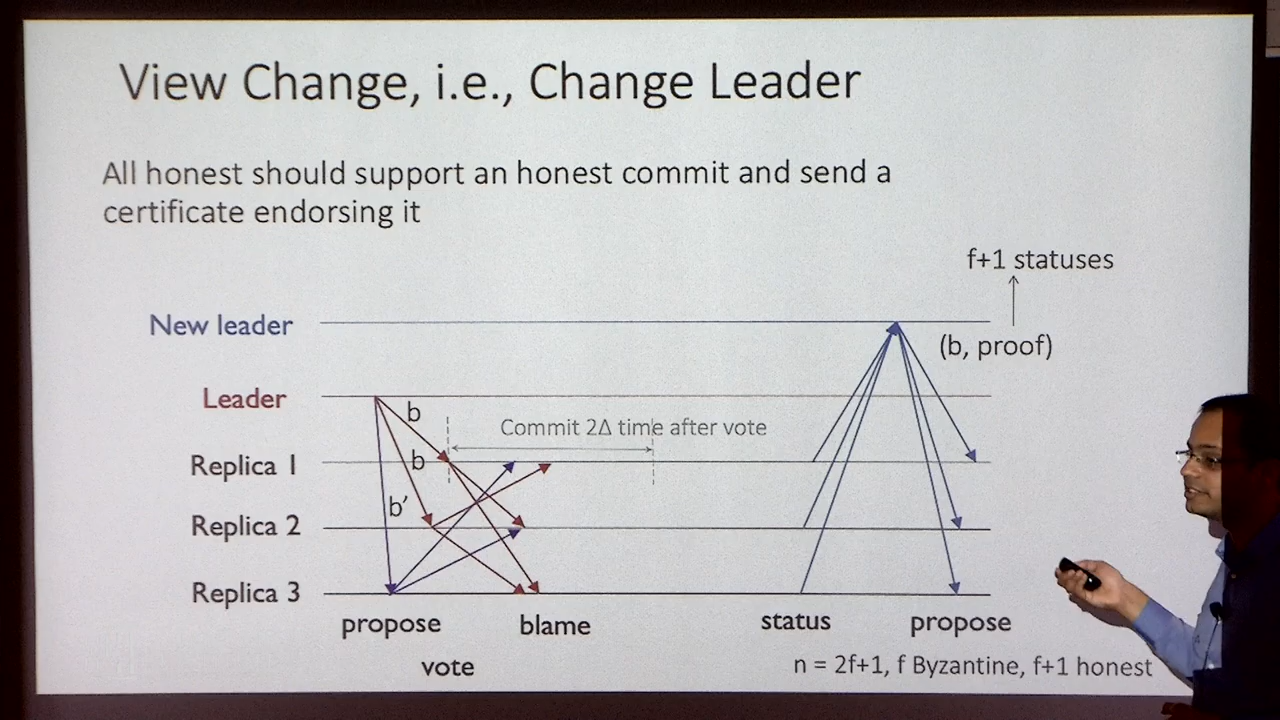 View Change, i.e., Change Leader
All honest should support an honest commit and send a
certificate endorsing it
f+1 statuses
New leader
(b, proof)
Leader
b
Commit 2Δ time after vote
Replica 1
b
b’
Replica 2
Replica 3
propose
blame
status
propose
vote
n = 2f+1, f Byzantine, f+1 honest